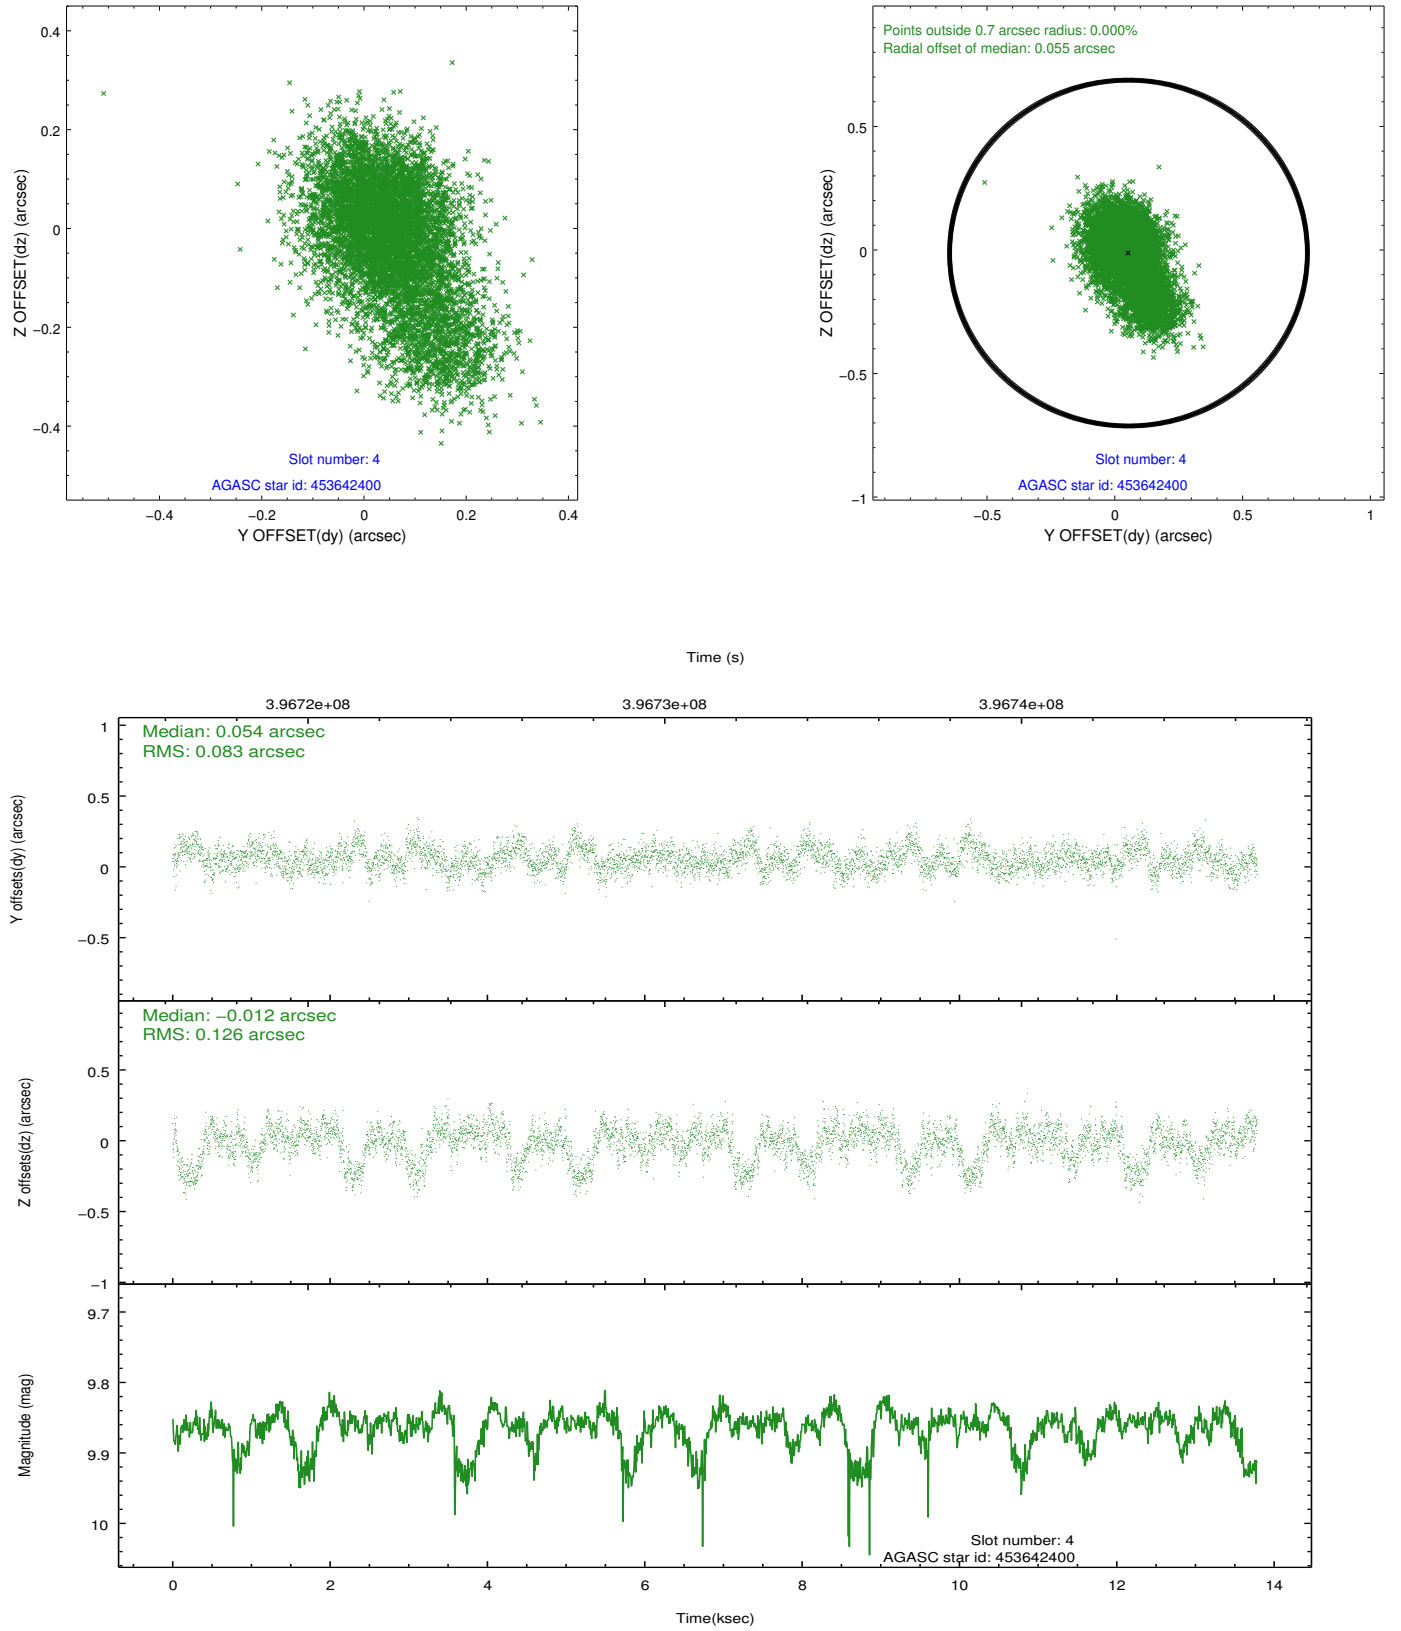 0.4
0.2
0
−0.2
−0.4
Z OFFSET(dz) (arcsec)
Slot number: 4
AGASC star id: 453642400
−0.4
−0.2
0
0.2
0.4
Y OFFSET(dy) (arcsec)
Points outside 0.7 arcsec radius: 0.000%
Radial offset of median: 0.055 arcsec
0.5
0
−0.5
−1
Z OFFSET(dz) (arcsec)
Slot number: 4
AGASC star id: 453642400
−0.5
0
0.5
1
Y OFFSET(dy) (arcsec)
Time (s)
3.9672e+08
3.9673e+08
3.9674e+08
Median: 0.054 arcsec
RMS: 0.083 arcsec
1
0.5
0
−0.5
Y offsets(dy) (arcsec)
Median: −0.012 arcsec
RMS: 0.126 arcsec
0.5
0
−0.5
−1
Z offsets(dz) (arcsec)
9.7
9.8
9.9
10
Magnitude (mag)
Slot number: 4
AGASC star id: 453642400
0
2
4
6
8
10
12
14
Time(ksec)